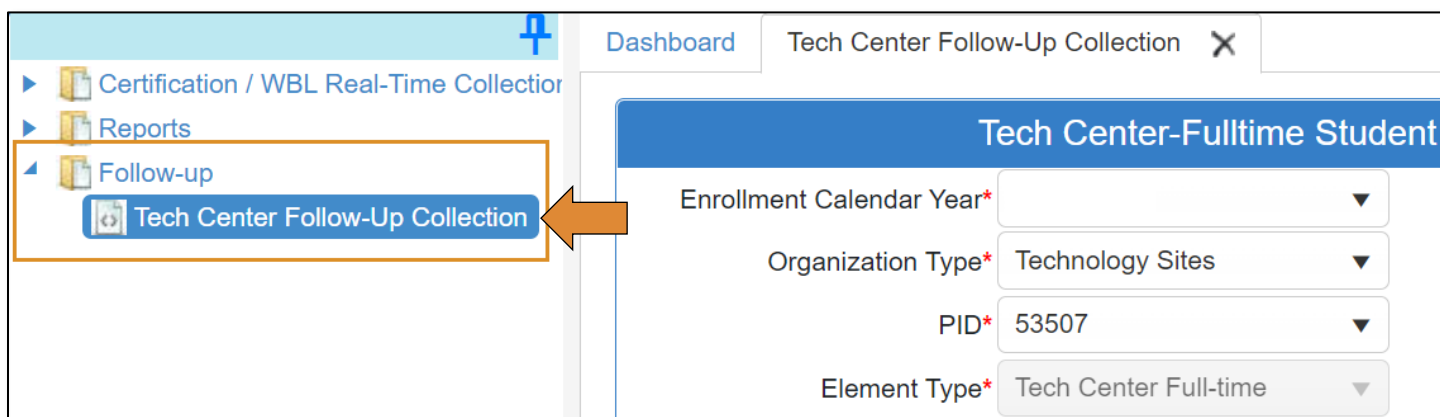 Certification / WBL Real-Time Collection
Reports
Follow-up
Tech Center Follow-Up Collection
Dashboard
Tech Center Follow-Up Collection
Tech Center-Fulltime Student
Enrollment Calendar Year*
Organization Type* Technology Sites
PID* 53507
Element Type* Tech Center Full-time